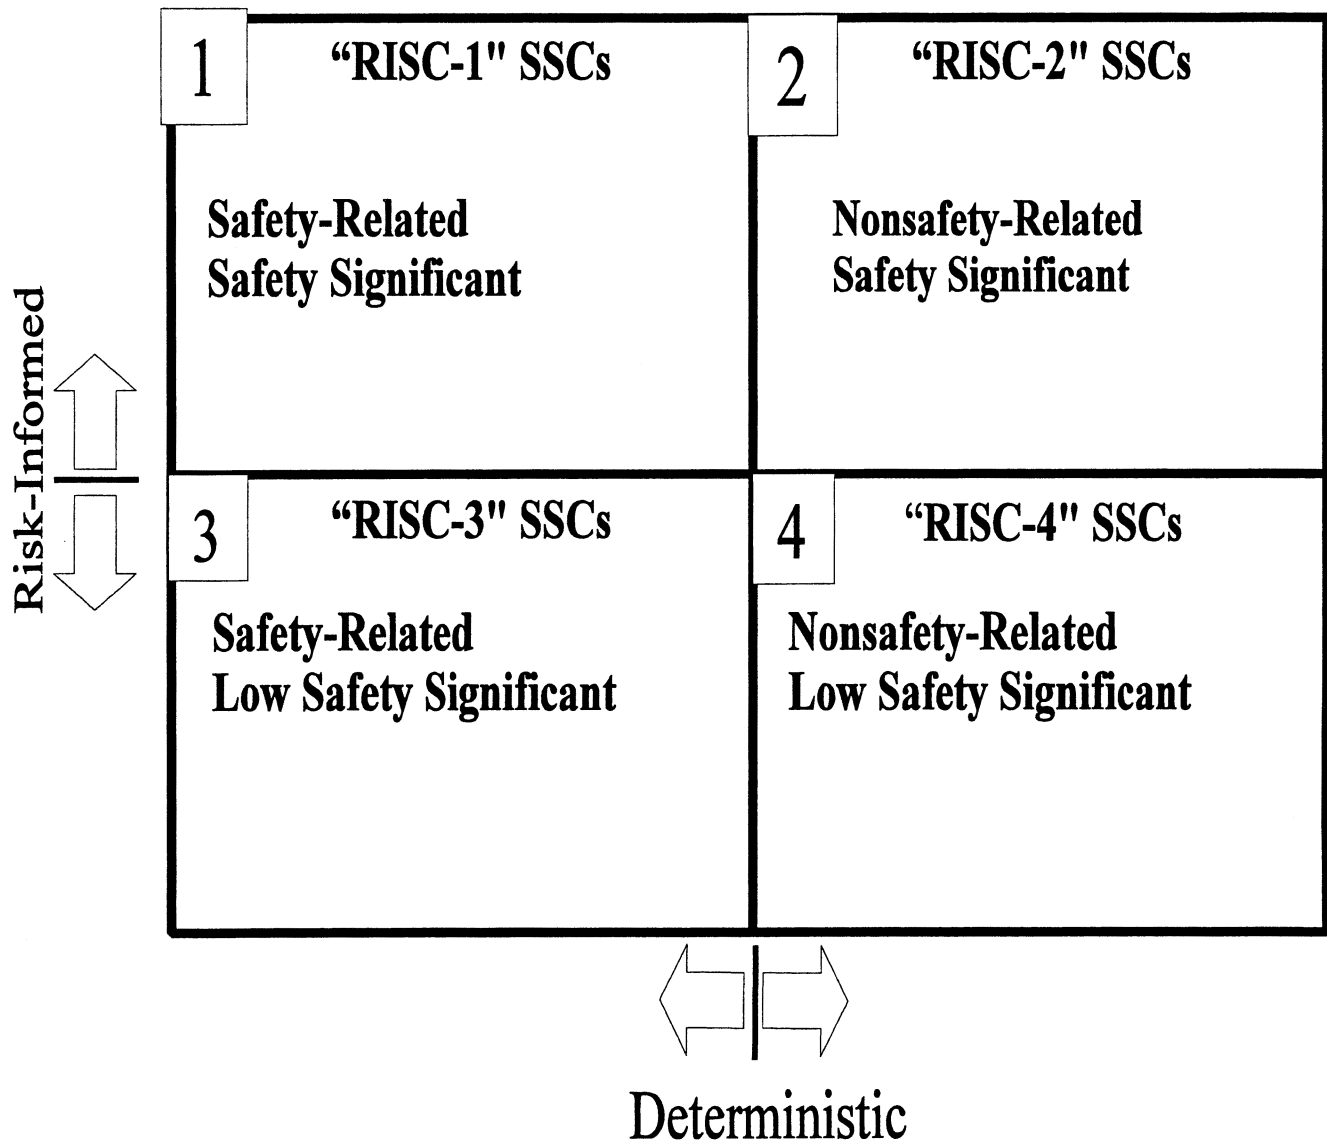 1
“RISC-1" SSCs
Safety-Related
Safety Significant
2
“RISC-2" SSCs
Nonsafety-Related
Safety Significant
Risk-Informed
3
“RISC-3" SSCs
Safety-Related
Low Safety Significant
4
“RISC-4" SSCs
Nonsafety-Related
Low Safety Significant
Deterministic